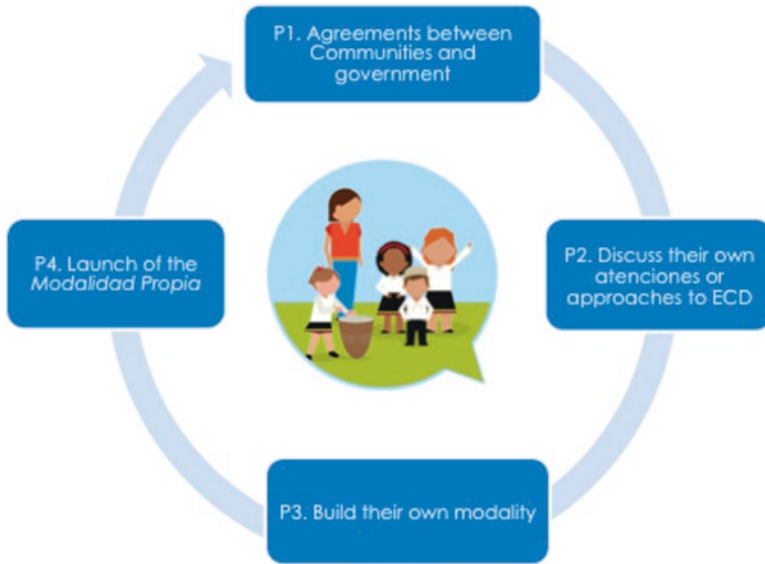 P1. Agreements between
Communities and
government
P2. Discuss their own
atenciones or
approaches to ECD
P3. Build their own modality
P4. Launch of the
Modalidad Propia